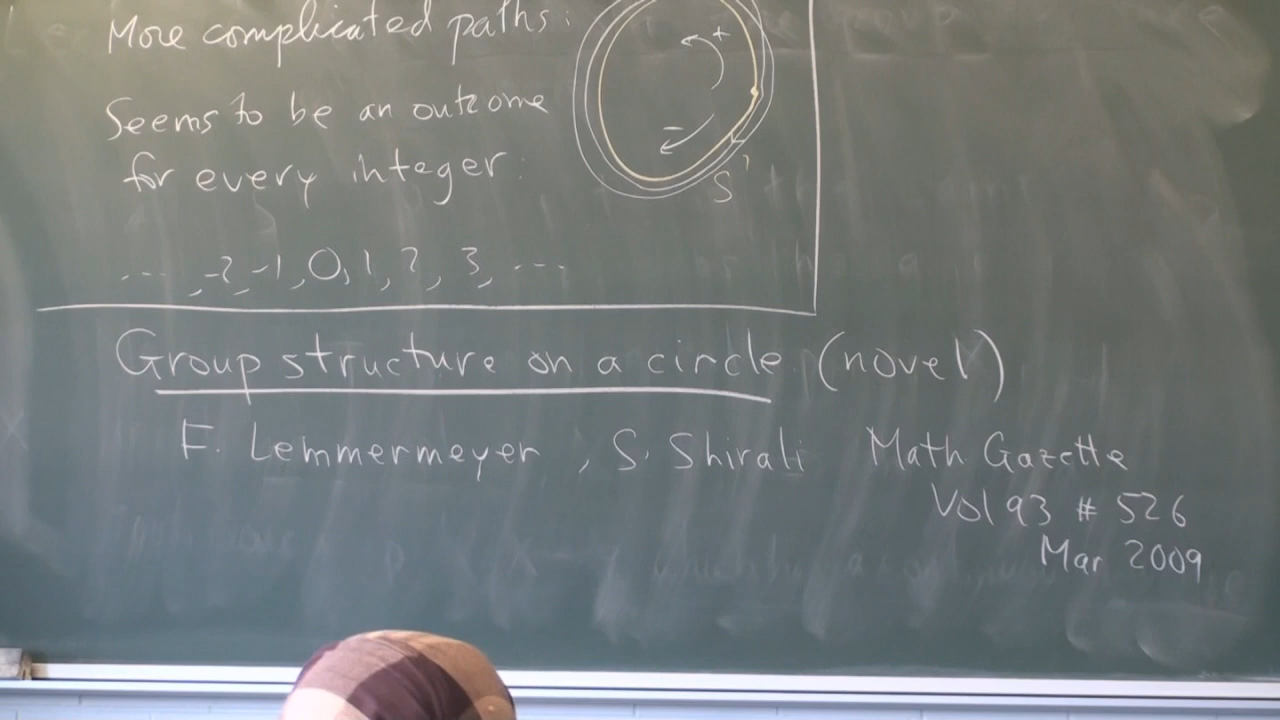 More complicated paths:
Seems to be an outcome
for every integer:
... , -2, -1, 0, 1, 2, 3, ...
+
-
S¹
Group structure on a circle (novel)
F. Lemmermeyer, S. Shirali Math Gazette
Vol 93 # 526
Mar 2009